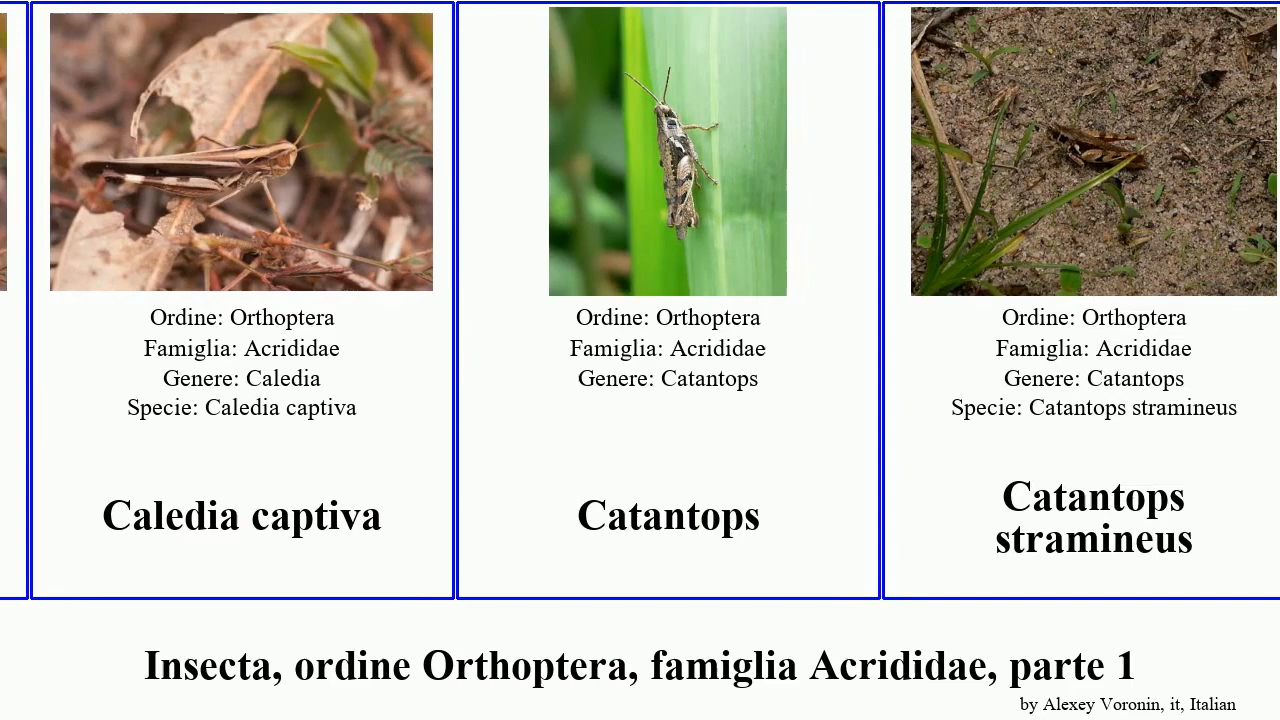 Ordine: Orthoptera
Famiglia: Acrididae
Genere: Caledia
Specie: Caledia captiva
Caledia captiva
Ordine: Orthoptera
Famiglia: Acrididae
Genere: Catantops
Catantops
Ordine: Orthoptera
Famiglia: Acrididae
Genere: Catantops
Specie: Catantops stramineus
Catantops
stramineus
Insecta, ordine Orthoptera, famiglia Acrididae, parte 1
by Alexey Voronin, it, Italian